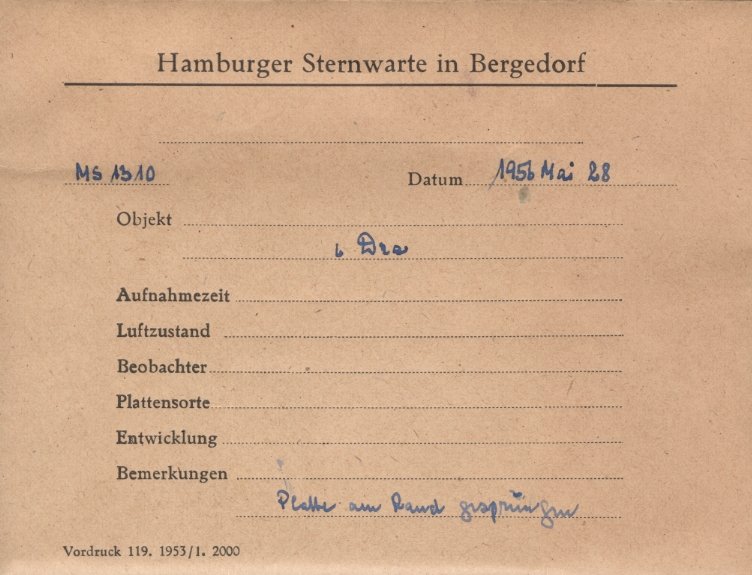 Hamburger Sternwarte in Bergedorf
MS 1310 Datum 1956 Mai 28
Objekt
ι Dra
Aufnahmezeit
Luftzustand
Beobachter
Plattensorte
Entwicklung
Bemerkungen
Platte am Rand gesprungen
Vordruck 119. 1953/1. 2000